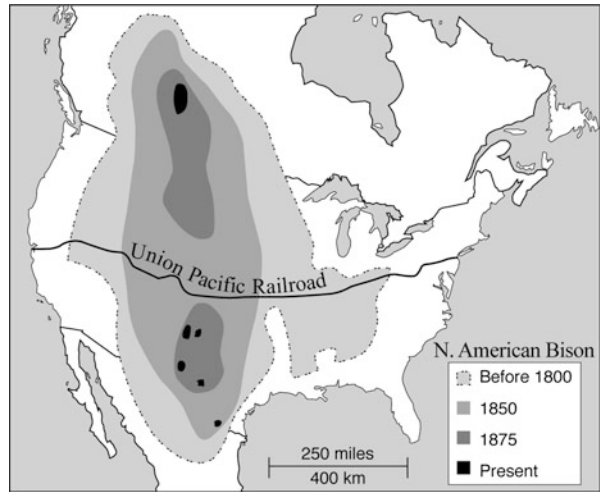 Union Pacific Railroad
N. American Bison
Before 1800
1850
1875
Present
250 miles
400 km